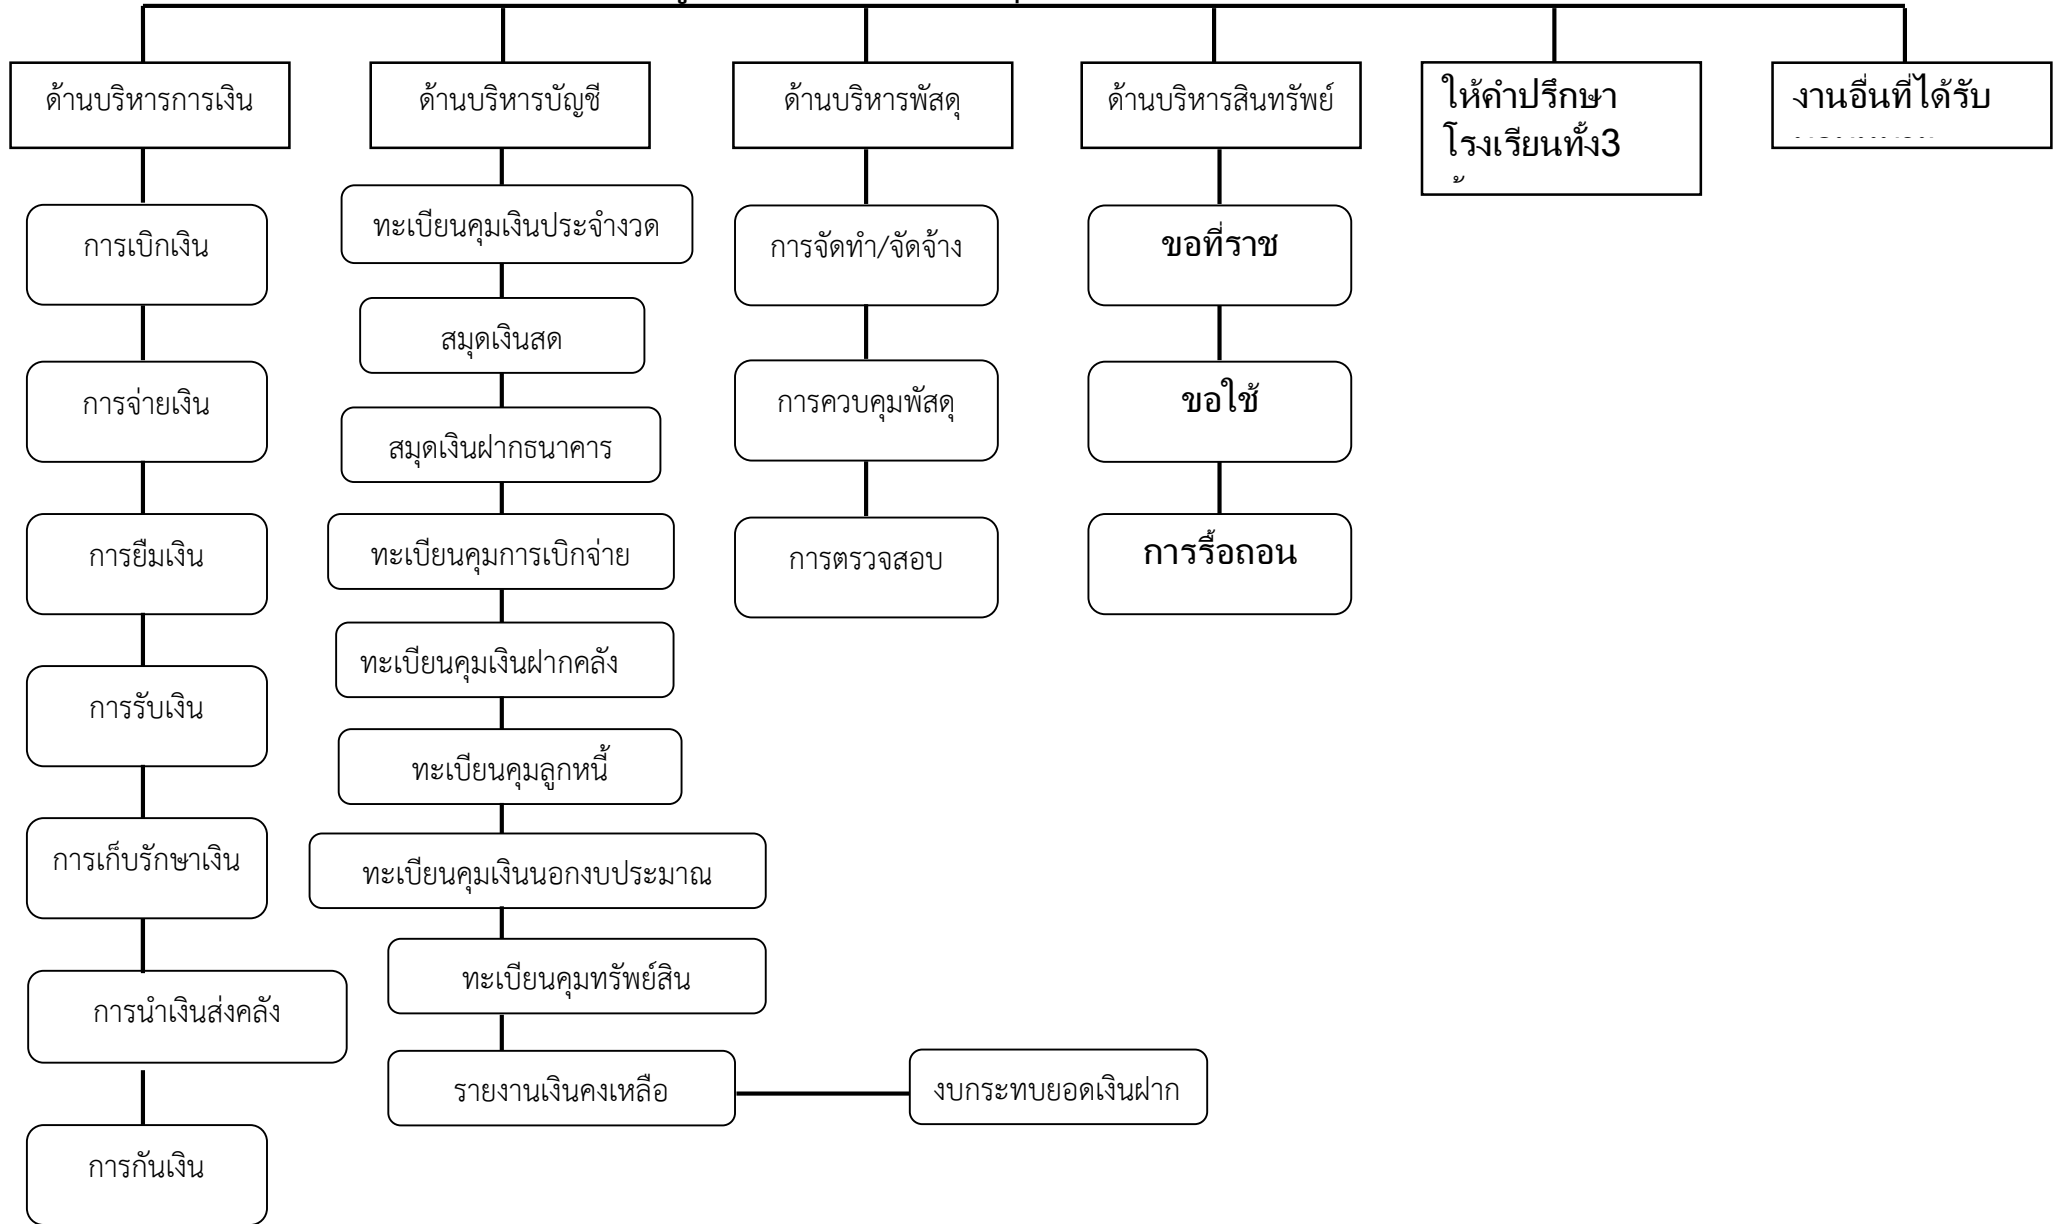 ด้านบริหารการเงิน
ด้านบริหารบัญชี
ด้านบริหารพัสดุ
ด้านบริหารสินทรัพย์
ให้คำปรึกษา
โรงเรียนทั้ง3
งานอื่นที่ได้รับ
การเบิกเงิน
การจ่ายเงิน
การยืมเงิน
การรับเงิน
การเก็บรักษาเงิน
การนำเงินส่งคลัง
การกันเงิน
ทะเบียนคุมเงินประจำงวด
สมุดเงินสด
สมุดเงินฝากธนาคาร
ทะเบียนคุมการเบิกจ่าย
ทะเบียนคุมเงินฝากคลัง
ทะเบียนคุมลูกหนี้
ทะเบียนคุมเงินนอกงบประมาณ
ทะเบียนคุมทรัพย์สิน
รายงานเงินคงเหลือ
งบกระทบยอดเงินฝาก
การจัดทำ/จัดจ้าง
การควบคุมพัสดุ
การตรวจสอบ
ขอที่ราช
ขอใช้
การรื้อถอน